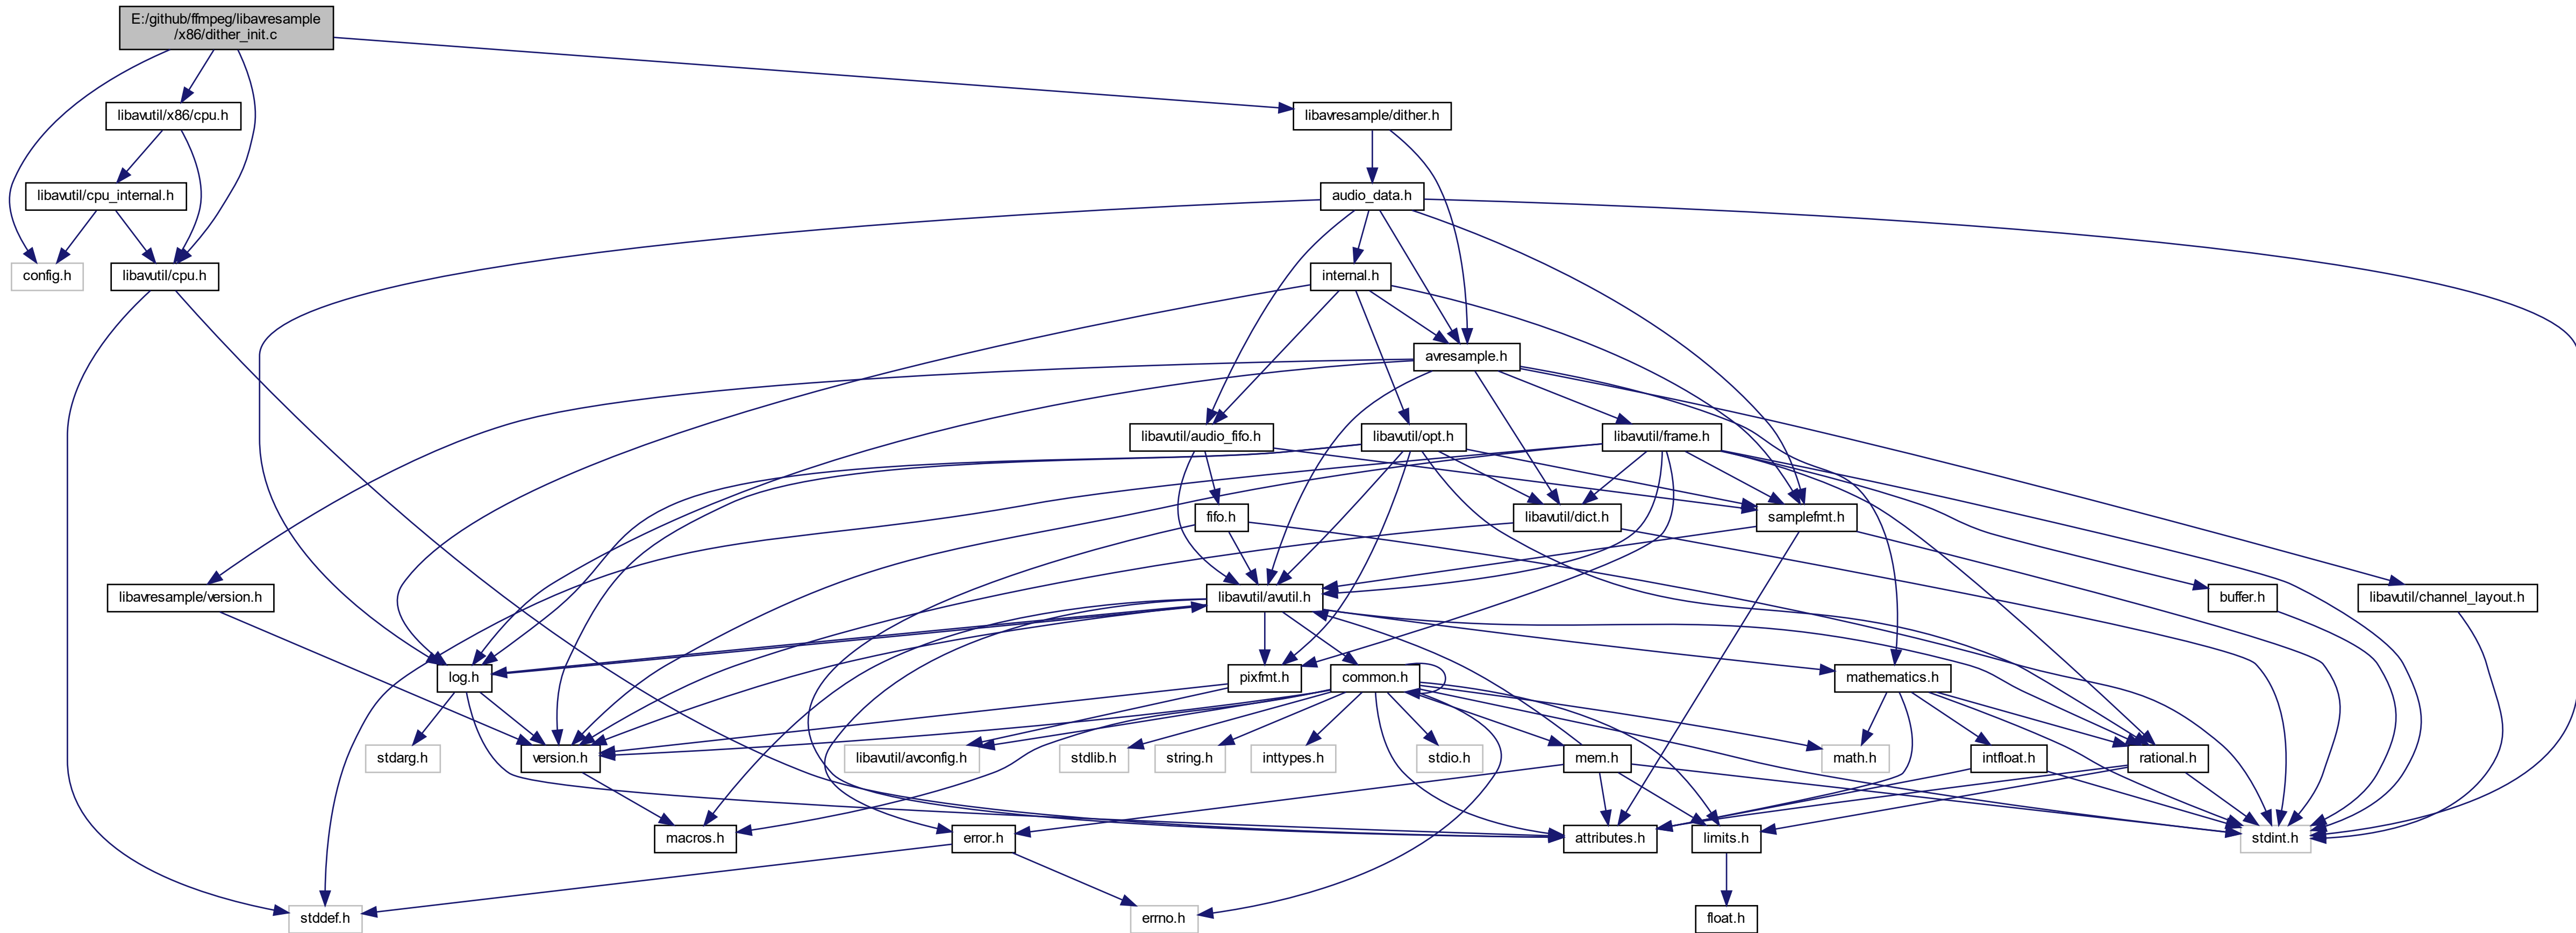 E:/github/ffmpeg/libavresample
/x86/dither_init.c
libavutil/x86/cpu.h
libavresample/dither.h
libavutil/cpu_internal.h
audio_data.h
config.h
libavutil/cpu.h
internal.h
avresample.h
libavutil/audio_fifo.h
libavutil/opt.h
libavutil/frame.h
fifo.h
libavutil/dict.h
samplefmt.h
libavresample/version.h
libavutil/avutil.h
buffer.h
libavutil/channel_layout.h
log.h
pixfmt.h
common.h
mathematics.h
stdarg.h
version.h
libavutil/avconfig.h
stdlib.h
string.h
inttypes.h
stdio.h
mem.h
math.h
intfloat.h
rational.h
macros.h
error.h
attributes.h
limits.h
stdint.h
stddef.h
errno.h
float.h